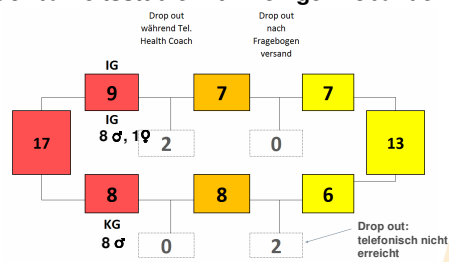 Drop out
während Tel.
Health Coach
Drop out
nach
Fragebogen
versand
IG
9
7
7
IG
8 ♂, 1♀
2
0
17
13
8
8
6
KG
8 ♂
0
2
Drop out:
telefonisch nicht
erreicht